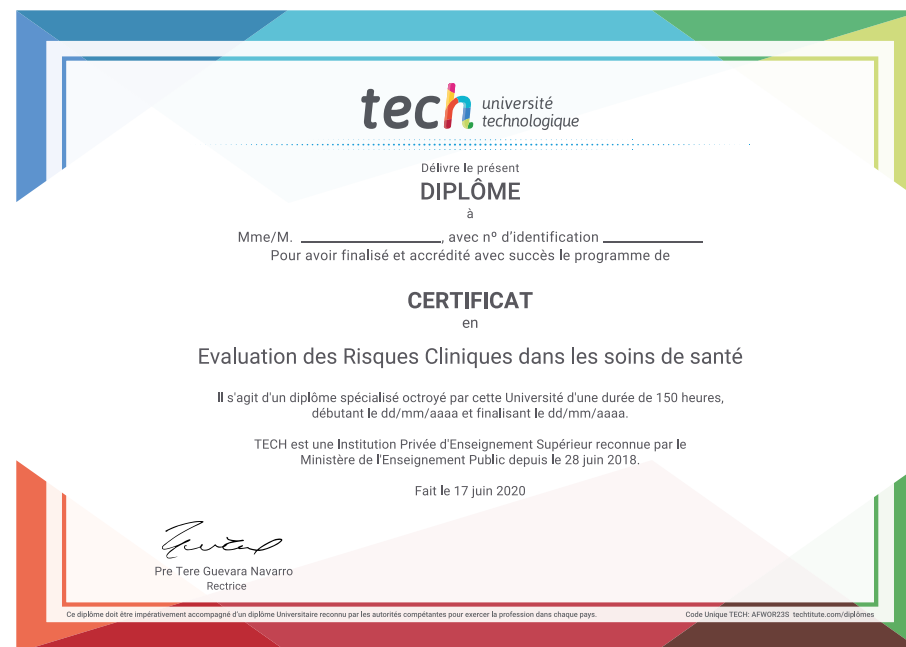 tech université
technologique
Délivre le présent
DIPLÔME
à
Mme/M. ____________________, avec nº d'identification ______________
Pour avoir finalisé et accrédité avec succès le programme de
CERTIFICAT
en
Evaluation des Risques Cliniques dans les soins de santé
Il s'agit d'un diplôme spécialisé octroyé par cette Université d'une durée de 150 heures,
débutant le dd/mm/aaaa et finalisant le dd/mm/aaaa.
TECH est une Institution Privée d'Enseignement Supérieur reconnue par le
Ministère de l'Enseignement Public depuis le 28 juin 2018.
Fait le 17 juin 2020
Pre Tere Guevara Navarro
Rectrice
Ce diplôme doit être impérativement accompagné d'un diplôme Universitaire reconnu par les autorités compétentes pour exercer la profession dans chaque pays. Code Unique TECH: AFWOR23S techtitute.com/diplômes